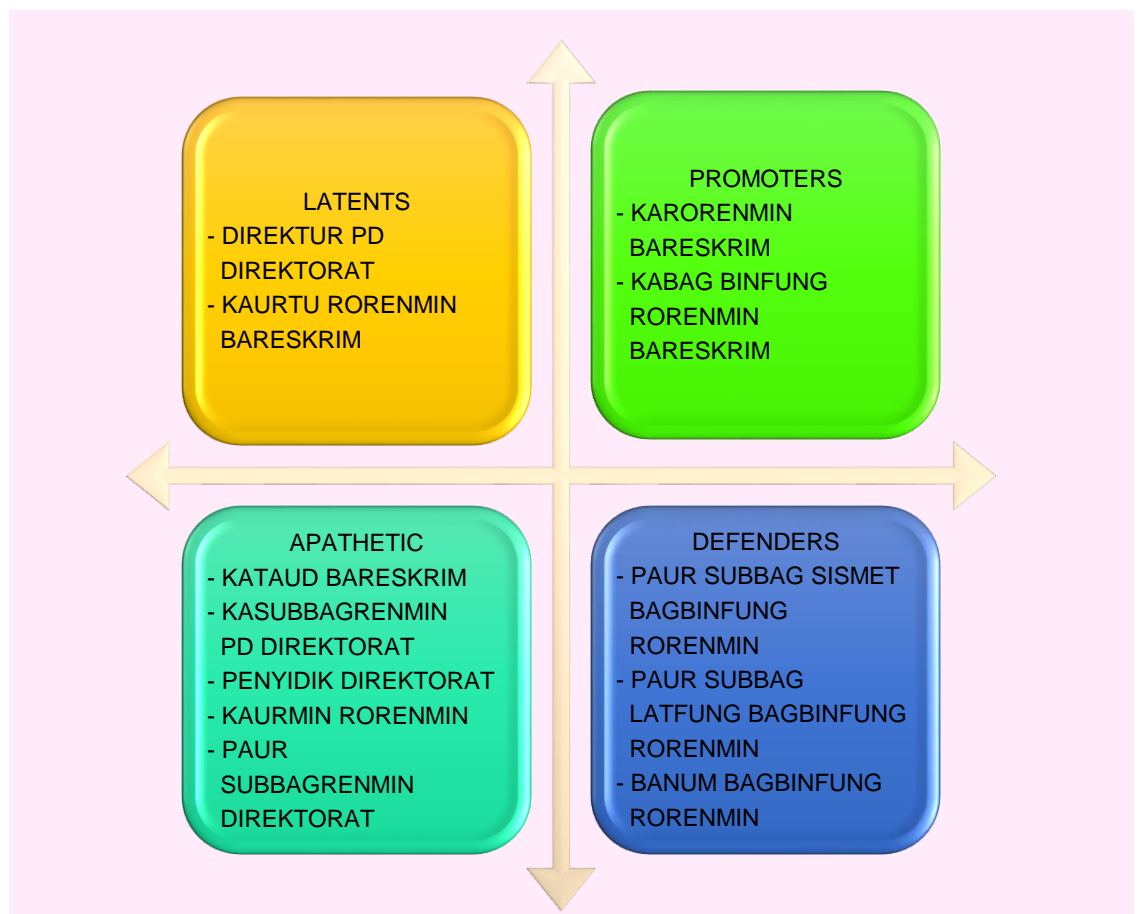 LATENTS
- DIREKTUR PD
DIREKTORAT
- KAURTU RORENMIN
BARESKRIM
PROMOTERS
- KARORENMIN
BARESKRIM
- KABAG BINFUNG
RORENMIN
BARESKRIM
APATHETIC
- KATAUD BARESKRIM
- KASUBBAGRENMIN
PD DIREKTORAT
- PENYIDIK DIREKTORAT
- KAURMIN RORENMIN
- PAUR
SUBBAGRENMIN
DIREKTORAT
DEFENDERS
- PAUR SUBBAG SISMET
BAGBINFUNG
RORENMIN
- PAUR SUBBAG
LATFUNG BAGBINFUNG
RORENMIN
- BANUM BAGBINFUNG
RORENMIN